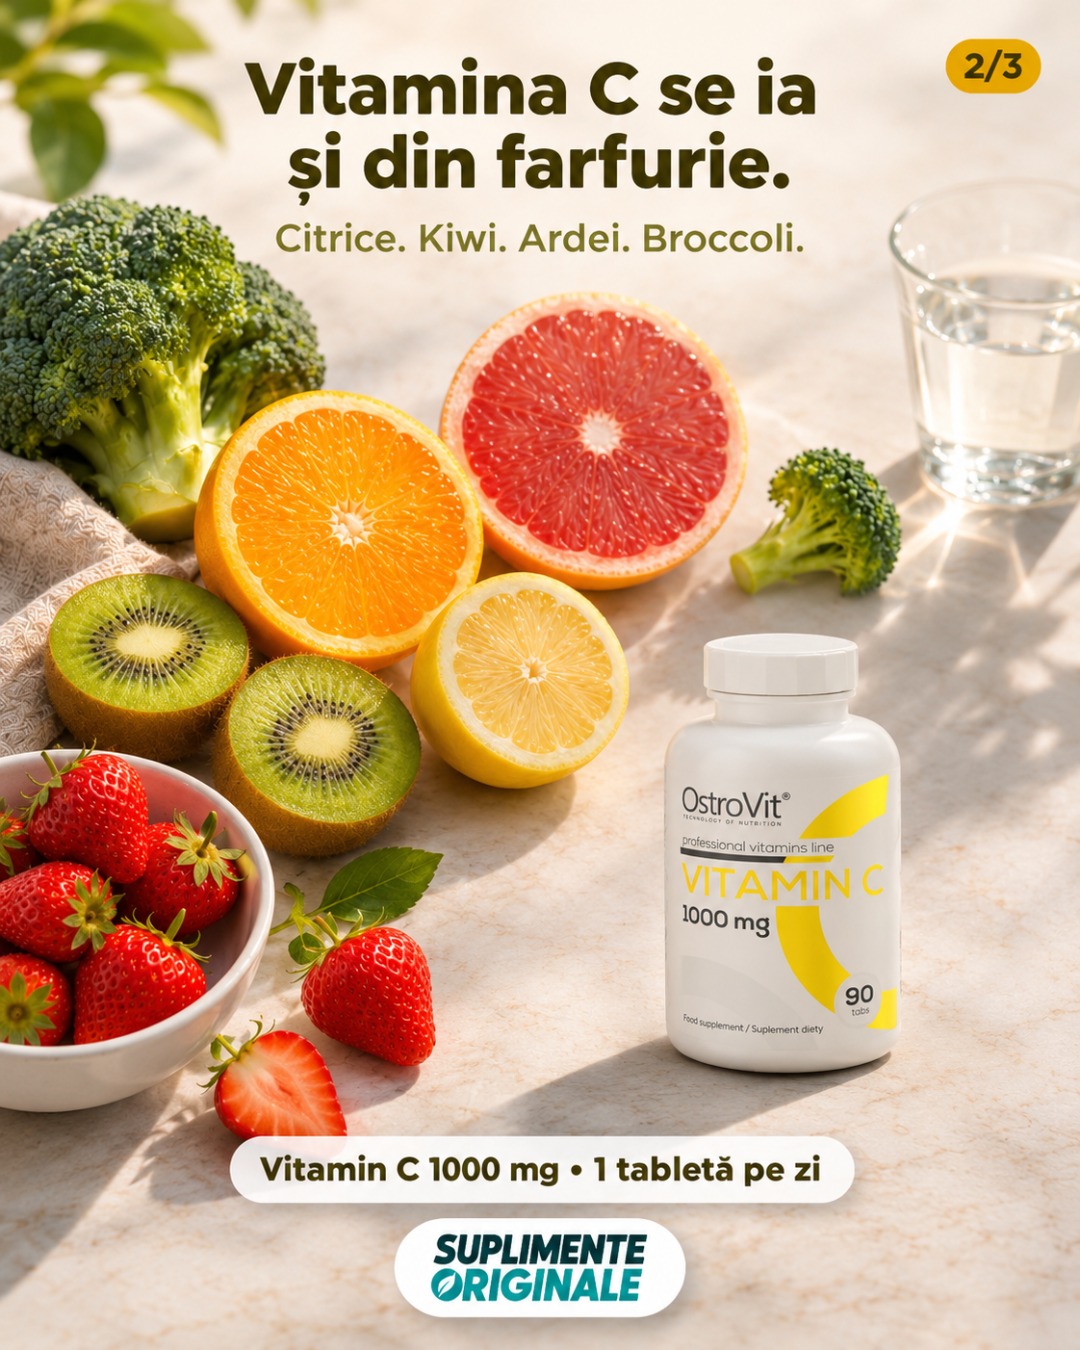 Vitamina C se ia
și din farfurie.
2/3
Citrice. Kiwi. Ardei. Broccoli.
OstroVit®
TECHNOLOGY OF NUTRITION
professional vitamins line
VITAMIN C
1000 mg
90
tabs
Food supplement / Suplement diety
Vitamin C 1000 mg • 1 tabletă pe zi
SUPLIMENTE
ORIGINALE